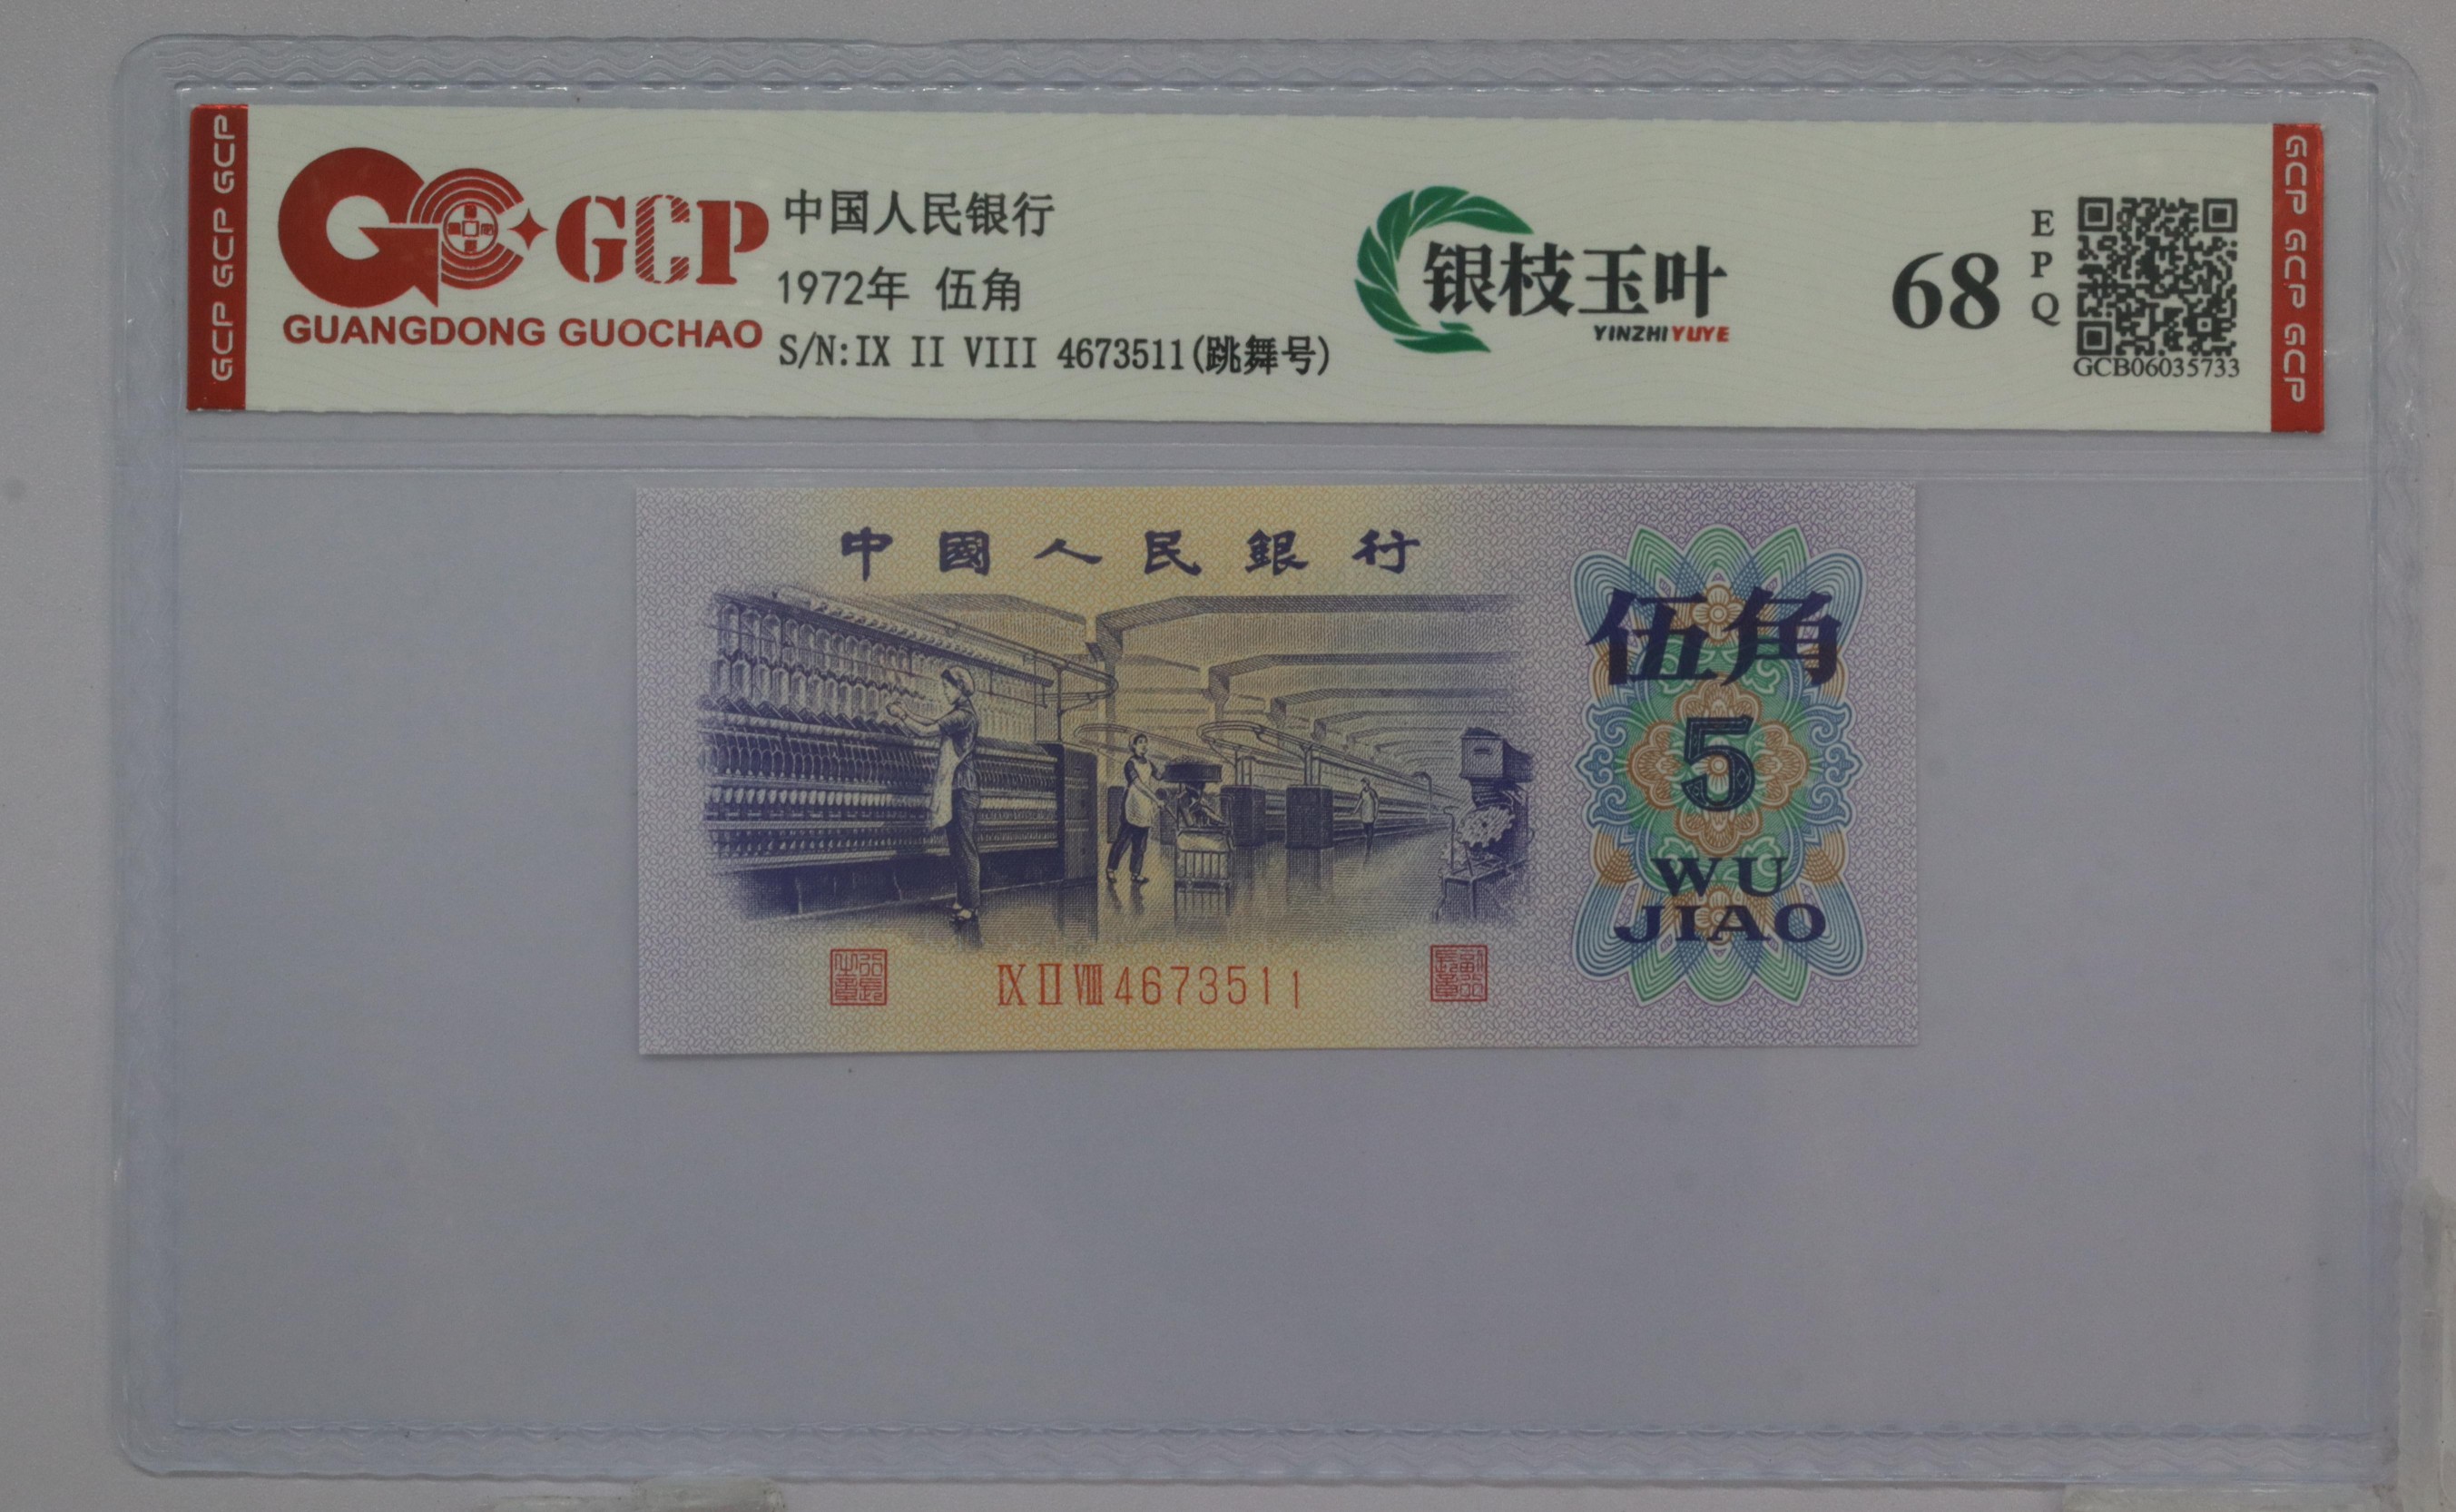 GCP GCP GCP
GCP
GUANGDONG GUOCHAO
中国人民银行
1972年 伍角
S/N:IX II VIII 4673511(跳舞号)
银枝玉叶
YINZHIYUYE
68
EPQ
GCB06035733
GCP GCP GCP
中國人民銀行
伍角
5
WU
JIAO
IX II VIII 4673511